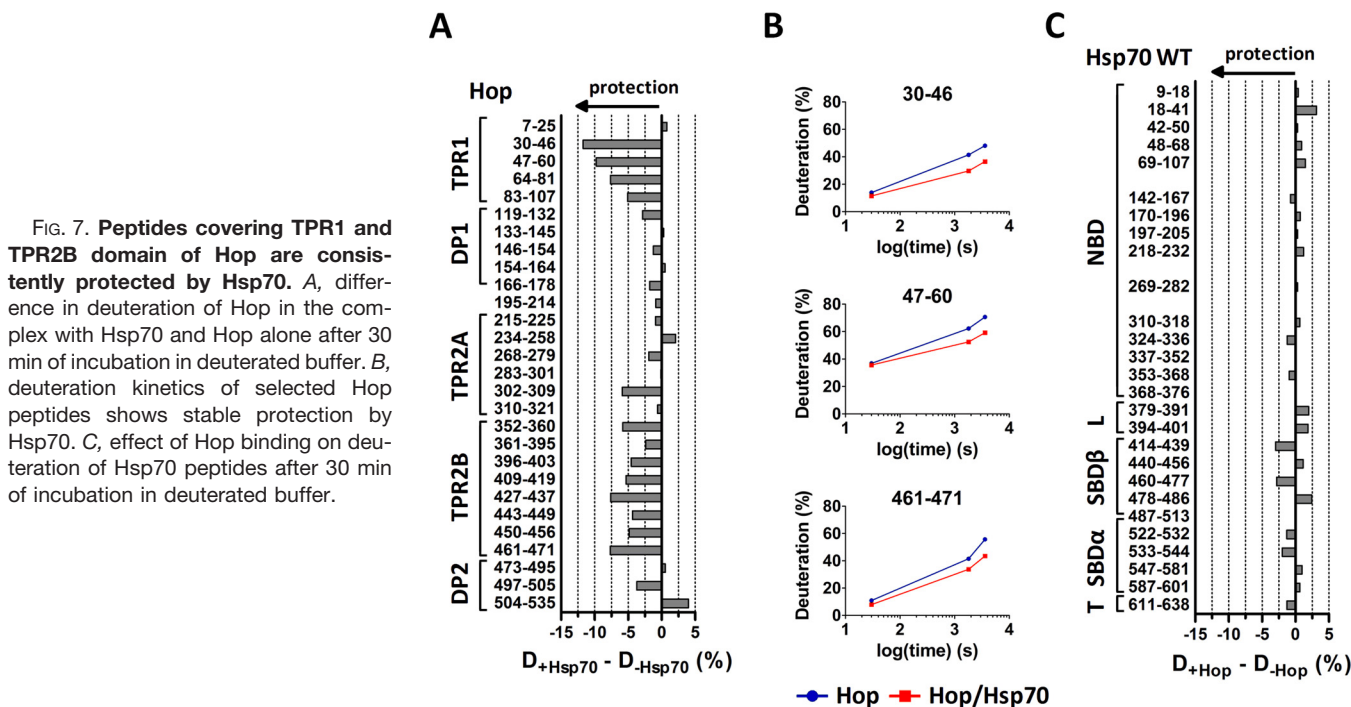 FIG. 7. Peptides covering TPR1 and
TPR2B domain of Hop are consis-
tently protected by Hsp70. A, differ-
ence in deuteration of Hop in the com-
plex with Hsp70 and Hop alone after 30
min of incubation in deuterated buffer. B,
deuteration kinetics of selected Hop
peptides shows stable protection by
Hsp70. C, effect of Hop binding on deu-
teration of Hsp70 peptides after 30 min
of incubation in deuterated buffer.
A
Hop
protection
TPR1
7-25
30-46
47-60
64-81
83-107
DP1
119-132
133-145
146-154
154-164
166-178
195-214
TPR2A
215-225
234-258
268-279
283-301
302-309
310-321
TPR2B
352-360
361-395
396-403
409-419
427-437
443-449
450-456
461-471
DP2
473-495
497-505
504-535
-15 -10 -5 0 5
D+Hsp70 - D-Hsp70 (%)
B
30-46
Deuteration (%)
80
60
40
20
0
1 2 3 4
log(time) (s)
47-60
Deuteration (%)
80
60
40
20
0
1 2 3 4
log(time) (s)
461-471
Deuteration (%)
80
60
40
20
0
1 2 3 4
log(time) (s)
Hop Hop/Hsp70
C
Hsp70 WT
protection
NBD
9-18
18-41
42-50
48-68
69-107
142-167
170-196
197-205
218-232
269-282
310-318
324-336
337-352
353-368
368-376
L
379-391
394-401
SBDβ
414-439
440-456
460-477
478-486
487-513
SBDα
522-532
533-544
547-581
587-601
T
611-638
-15 -10 -5 0 5
D+Hop - D-Hop (%)